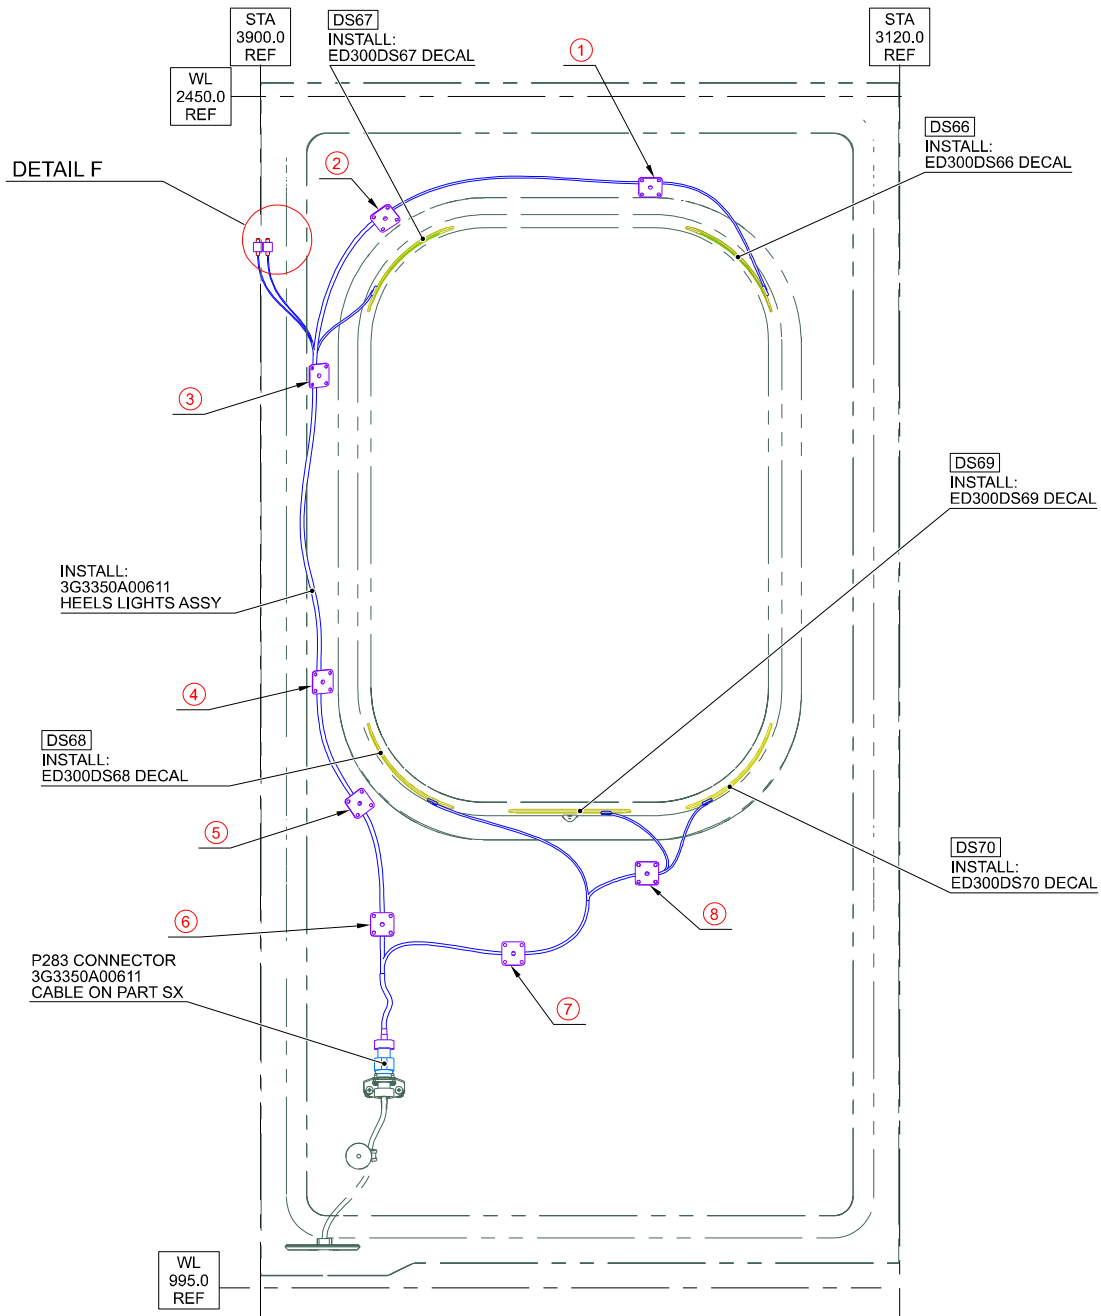 STA
3900.0
REF
DS67
INSTALL:
ED300DS67 DECAL
1
STA
3120.0
REF
WL
2450.0
REF
DS66
INSTALL:
ED300DS66 DECAL
DETAIL F
2
3
DS69
INSTALL:
ED300DS69 DECAL
INSTALL:
3G3350A00611
HEELS LIGHTS ASSY
4
DS68
INSTALL:
ED300DS68 DECAL
5
DS70
INSTALL:
ED300DS70 DECAL
6
8
P283 CONNECTOR
3G3350A00611
CABLE ON PART SX
7
WL
995.0
REF